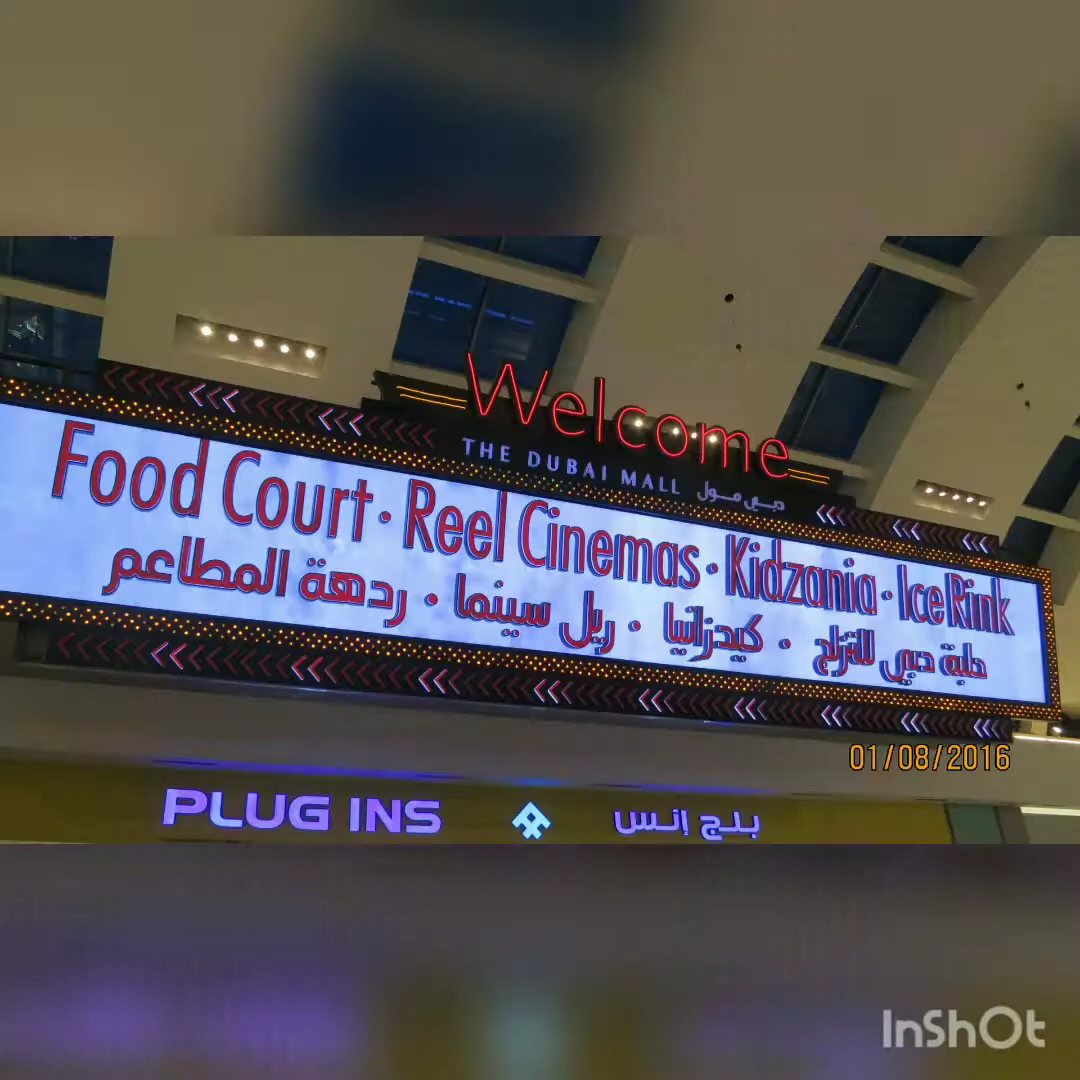 Welcome
THE DUBAI MALL دبي مول
Food Court • Reel Cinemas • Kidzania • Ice Rink
حلبة دبي للتزلج • كيدزانيا • ريل سينما • ردهة المطاعم
01/08/2016
PLUG INS بلج إنس
InShOt